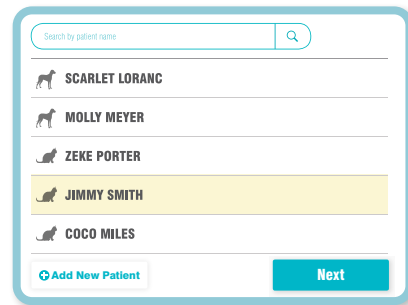 Search by patient name
SCARLET LORANC
MOLLY MEYER
ZEKE PORTER
JIMMY SMITH
COCO MILES
Add New Patient
Next